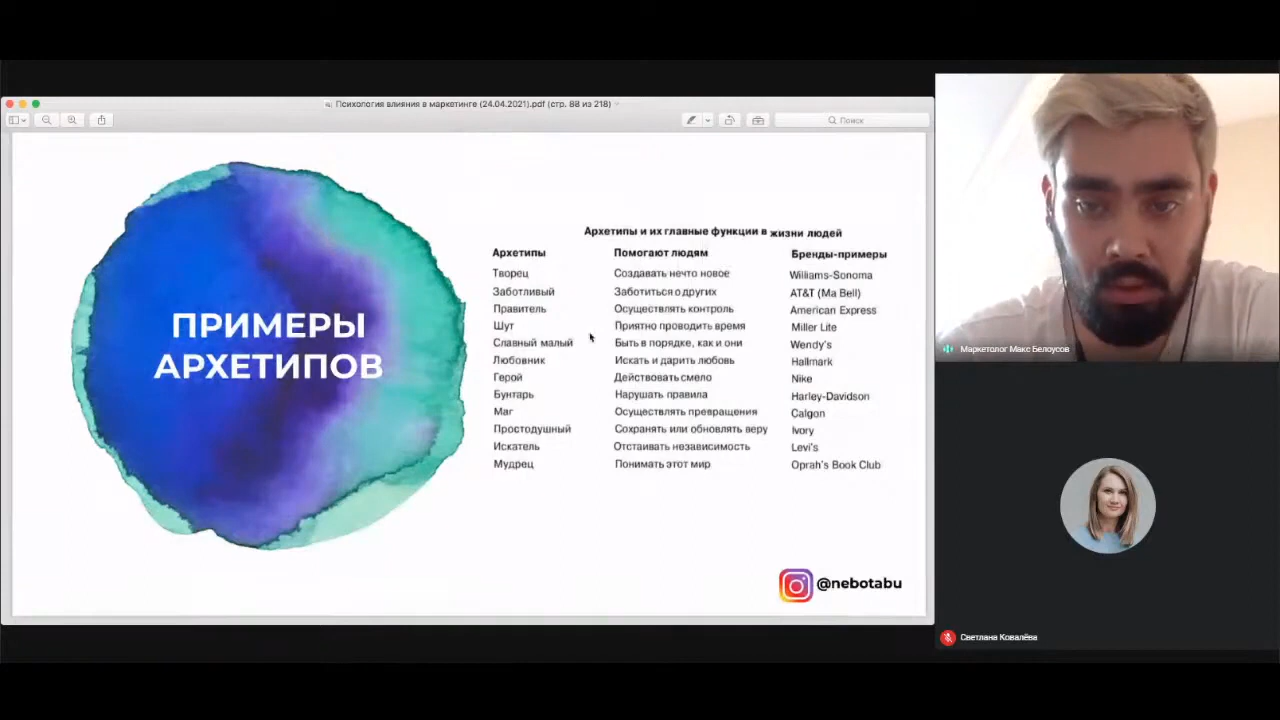 Психология влияния в маркетинге (24.04.2021).pdf (стр. 88 из 218)
Поиск
ПРИМЕРЫ
АРХЕТИПОВ
Архетипы и их главные функции в жизни людей
Архетипы Помогают людям Бренды-примеры
Творец Создавать нечто новое Williams-Sonoma
Заботливый Заботиться о других AT&T (Ma Bell)
Правитель Осуществлять контроль American Express
Шут Приятно проводить время Miller Lite
Славный малый Быть в порядке, как и они Wendy's
Любовник Искать и дарить любовь Hallmark
Герой Действовать смело Nike
Бунтарь Нарушать правила Harley-Davidson
Маг Осуществлять превращения Calgon
Простодушный Сохранять или обновлять веру Ivory
Искатель Отстаивать независимость Levi's
Мудрец Понимать этот мир Oprah's Book Club
@nebotabu
Маркетолог Макс Белоусов
Светлана Ковалёва